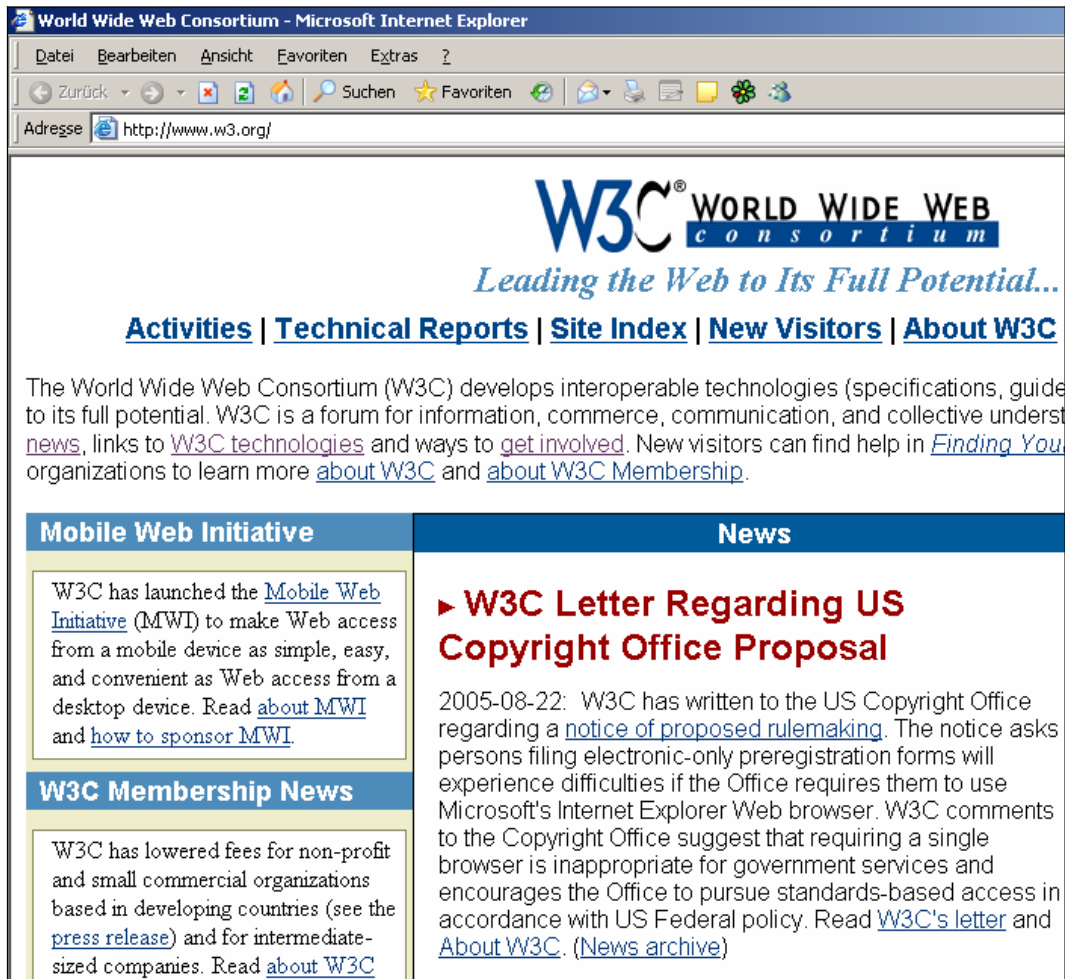 World Wide Web Consortium - Microsoft Internet Explorer
Datei Bearbeiten Ansicht Favoriten Extras ?
Zurück Suchen Favoriten
Adresse http://www.w3.org/
W3C® WORLD WIDE WEB
consortium
Leading the Web to Its Full Potential...
Activities | Technical Reports | Site Index | New Visitors | About W3C
The World Wide Web Consortium (W3C) develops interoperable technologies (specifications, guide
to its full potential. W3C is a forum for information, commerce, communication, and collective underst
news, links to W3C technologies and ways to get involved. New visitors can find help in Finding You
organizations to learn more about W3C and about W3C Membership.
Mobile Web Initiative
W3C has launched the Mobile Web
Initiative (MWI) to make Web access
from a mobile device as simple, easy,
and convenient as Web access from a
desktop device. Read about MWI
and how to sponsor MWI.
W3C Membership News
W3C has lowered fees for non-profit
and small commercial organizations
based in developing countries (see the
press release) and for intermediate-
sized companies. Read about W3C
News
▸ W3C Letter Regarding US
Copyright Office Proposal
2005-08-22: W3C has written to the US Copyright Office
regarding a notice of proposed rulemaking. The notice asks
persons filing electronic-only preregistration forms will
experience difficulties if the Office requires them to use
Microsoft's Internet Explorer Web browser. W3C comments
to the Copyright Office suggest that requiring a single
browser is inappropriate for government services and
encourages the Office to pursue standards-based access in
accordance with US Federal policy. Read W3C's letter and
About W3C. (News archive)